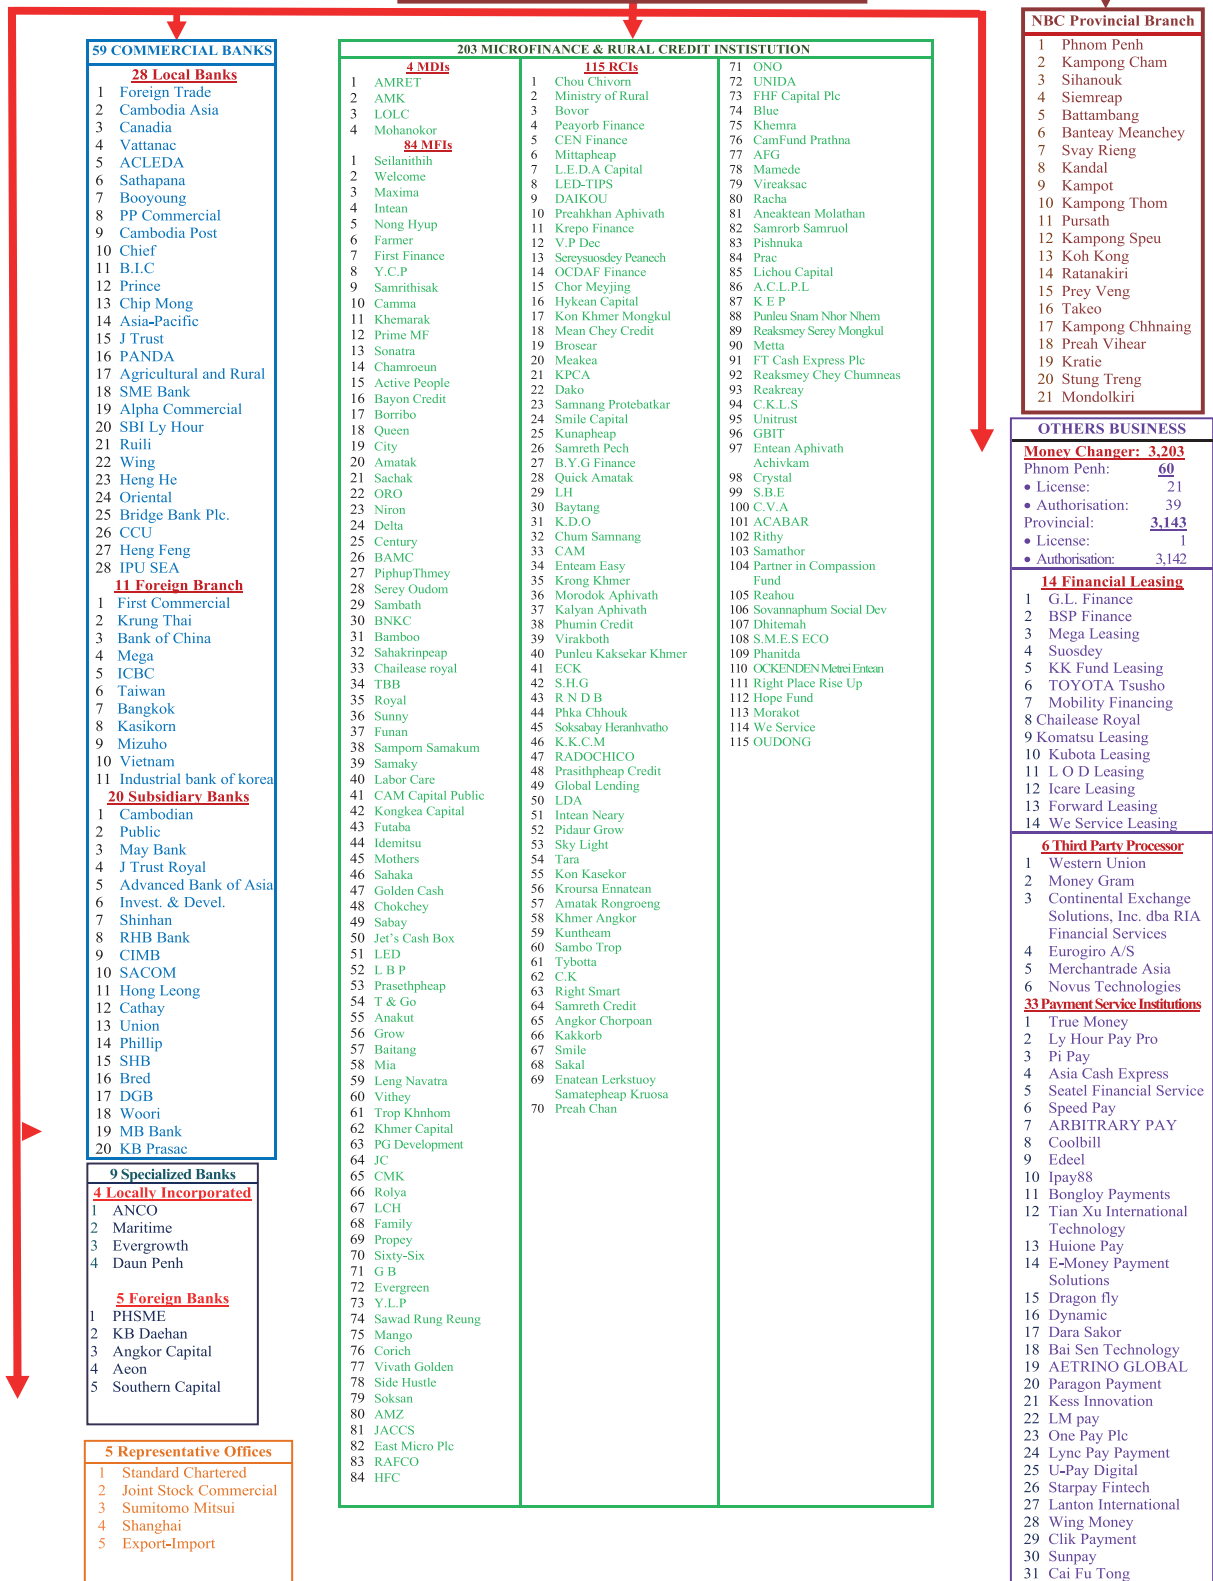 59 COMMERCIAL BANKS
28 Local Banks
1 Foreign Trade
2 Cambodia Asia
3 Canadia
4 Vattanac
5 ACLEDA
6 Sathapana
7 Booyoung
8 PP Commercial
9 Cambodia Post
10 Chief
11 B.I.C
12 Prince
13 Chip Mong
14 Asia-Pacific
15 J Trust
16 PANDA
17 Agricultural and Rural
18 SME Bank
19 Alpha Commercial
20 SBI Ly Hour
21 Ruili
22 Wing
23 Heng He
24 Oriental
25 Bridge Bank Plc.
26 CCU
27 Heng Feng
28 IPU SEA
11 Foreign Branch
1 First Commercial
2 Krung Thai
3 Bank of China
4 Mega
5 ICBC
6 Taiwan
7 Bangkok
8 Kasikorn
9 Mizuho
10 Vietnam
11 Industrial bank of korea
20 Subsidiary Banks
1 Cambodian
2 Public
3 May Bank
4 J Trust Royal
5 Advanced Bank of Asia
6 Invest. & Devel.
7 Shinhan
8 RHB Bank
9 CIMB
10 SACOM
11 Hong Leong
12 Cathay
13 Union
14 Phillip
15 SHB
16 Bred
17 DGB
18 Woori
19 MB Bank
20 KB Prasac
9 Specialized Banks
4 Locally Incorporated
1 ANCO
2 Maritime
3 Evergrowth
4 Daun Penh
5 Foreign Banks
1 PHSME
2 KB Daehan
3 Angkor Capital
4 Aeon
5 Southern Capital
5 Representative Offices
1 Standard Chartered
2 Joint Stock Commercial
3 Sumitomo Mitsui
4 Shanghai
5 Export-Import
203 MICROFINANCE & RURAL CREDIT INSTISTUTION
4 MDIs
1 AMRET
2 AMK
3 LOLC
4 Mohanokor
84 MFIs
1 Seilanithih
2 Welcome
3 Maxima
4 Intean
5 Nong Hyup
6 Farmer
7 First Finance
8 Y.C.P
9 Samrithisak
10 Camma
11 Khemarak
12 Prime MF
13 Sonatra
14 Chamroeun
15 Active People
16 Bayon Credit
17 Borribo
18 Queen
19 City
20 Amatak
21 Sachak
22 ORO
23 Niron
24 Delta
25 Century
26 BAMC
27 PiphupThmey
28 Serey Oudom
29 Sambath
30 BNKC
31 Bamboo
32 Sahakrinpeap
33 Chailease royal
34 TBB
35 Royal
36 Sunny
37 Funan
38 Samporn Samakum
39 Samaky
40 Labor Care
41 CAM Capital Public
42 Kongkea Capital
43 Futaba
44 Idemitsu
45 Mothers
46 Sahaka
47 Golden Cash
48 Chokchey
49 Sabay
50 Jet's Cash Box
51 LED
52 L B P
53 Prasethpheap
54 T & Go
55 Anakut
56 Grow
57 Baitang
58 Mia
59 Leng Navatra
60 Vithey
61 Trop Khnhom
62 Khmer Capital
63 PG Development
64 JC
65 CMK
66 Rolya
67 LCH
68 Family
69 Propey
70 Sixty-Six
71 G B
72 Evergreen
73 Y.L.P
74 Sawad Rung Reung
75 Mango
76 Corich
77 Vivath Golden
78 Side Hustle
79 Soksan
80 AMZ
81 JACCS
82 East Micro Plc
83 RAFCO
84 HFC
115 RCIs
1 Chou Chivorn
2 Ministry of Rural
3 Bovor
4 Peayorb Finance
5 CEN Finance
6 Mittapheap
7 L.E.D.A Capital
8 LED-TIPS
9 DAIKOU
10 Preahkhan Aphivath
11 Krepo Finance
12 V.P Dec
13 Sereysuosdey Peanech
14 OCDAF Finance
15 Chor Meyjing
16 Hykean Capital
17 Kon Khmer Mongkul
18 Mean Chey Credit
19 Brosear
20 Meakea
21 KPCA
22 Dako
23 Samnang Protebatkar
24 Smile Capital
25 Kunapheap
26 Samreth Pech
27 B.Y.G Finance
28 Quick Amatak
29 LH
30 Baytang
31 K.D.O
32 Chum Samnang
33 CAM
34 Enteam Easy
35 Krong Khmer
36 Morodok Aphivath
37 Kalyan Aphivath
38 Phumin Credit
39 Virakboth
40 Punleu Kaksekar Khmer
41 ECK
42 S.H.G
43 R N D B
44 Phka Chhouk
45 Soksabay Heranhvatho
46 K.K.C.M
47 RADOCHICO
48 Prasithpheap Credit
49 Global Lending
50 LDA
51 Intean Neary
52 Pidaur Grow
53 Sky Light
54 Tara
55 Kon Kasekor
56 Kroursa Ennatean
57 Amatak Rongroeng
58 Khmer Angkor
59 Kuntheam
60 Sambo Trop
61 Tybotta
62 C.K
63 Right Smart
64 Samreth Credit
65 Angkor Chorpoan
66 Kakkorb
67 Smile
68 Sakal
69 Enatean Lerkstuoy
Samatepheap Kruosa
70 Preah Chan
71 ONO
72 UNIDA
73 FHF Capital Plc
74 Blue
75 Khemra
76 CamFund Prathna
77 AFG
78 Mamede
79 Vireaksac
80 Racha
81 Aneaktean Molathan
82 Samrorb Samruol
83 Pishnuka
84 Prac
85 Lichou Capital
86 A.C.L.P.L
87 K E P
88 Punleu Snam Nhor Nhem
89 Reaksmey Serey Mongkul
90 Metta
91 FT Cash Express Plc
92 Reaksmey Chey Chumneas
93 Reakreay
94 C.K.L.S
95 Unitrust
96 GBIT
97 Entean Aphivath
Achivkam
98 Crystal
99 S.B.E
100 C.V.A
101 ACABAR
102 Rithy
103 Samathor
104 Partner in Compassion
Fund
105 Reahou
106 Sovannaphum Social Dev
107 Dhitemah
108 S.M.E.S ECO
109 Phanitda
110 OCKENDEN Metrei Entean
111 Right Place Rise Up
112 Hope Fund
113 Morakot
114 We Service
115 OUDONG
NBC Provincial Branch
1 Phnom Penh
2 Kampong Cham
3 Sihanouk
4 Siemreap
5 Battambang
6 Banteay Meanchey
7 Svay Rieng
8 Kandal
9 Kampot
10 Kampong Thom
11 Pursath
12 Kampong Speu
13 Koh Kong
14 Ratanakiri
15 Prey Veng
16 Takeo
17 Kampong Chhnaing
18 Preah Vihear
19 Kratie
20 Stung Treng
21 Mondolkiri
OTHERS BUSINESS
Money Changer: 3,203
Phnom Penh: 60
• License: 21
• Authorisation: 39
Provincial: 3,143
• License: 1
• Authorisation: 3,142
14 Financial Leasing
1 G.L. Finance
2 BSP Finance
3 Mega Leasing
4 Suosdey
5 KK Fund Leasing
6 TOYOTA Tsusho
7 Mobility Financing
8 Chailease Royal
9 Komatsu Leasing
10 Kubota Leasing
11 L O D Leasing
12 Icare Leasing
13 Forward Leasing
14 We Service Leasing
6 Third Party Processor
1 Western Union
2 Money Gram
3 Continental Exchange
Solutions, Inc. dba RIA
Financial Services
4 Eurogiro A/S
5 Merchantrade Asia
6 Novus Technologies
33 Payment Service Institutions
1 True Money
2 Ly Hour Pay Pro
3 Pi Pay
4 Asia Cash Express
5 Seatel Financial Service
6 Speed Pay
7 ARBITRARY PAY
8 Coolbill
9 Edeel
10 Ipay88
11 Bongloy Payments
12 Tian Xu International
Technology
13 Huione Pay
14 E-Money Payment
Solutions
15 Dragon fly
16 Dynamic
17 Dara Sakor
18 Bai Sen Technology
19 AETRINO GLOBAL
20 Paragon Payment
21 Kess Innovation
22 LM pay
23 One Pay Plc
24 Lync Pay Payment
25 U-Pay Digital
26 Starpay Fintech
27 Lanton International
28 Wing Money
29 Clik Payment
30 Sunpay
31 Cai Fu Tong